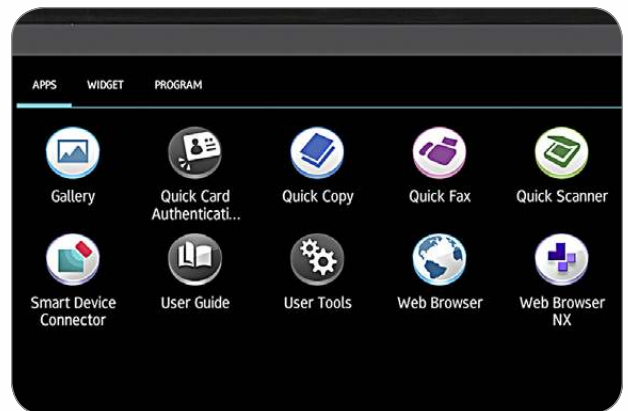 APPS WIDGET PROGRAM
Gallery
Quick Card
Authenticati...
Quick Copy
Quick Fax
Quick Scanner
Smart Device
Connector
User Guide
User Tools
Web Browser
Web Browser
NX